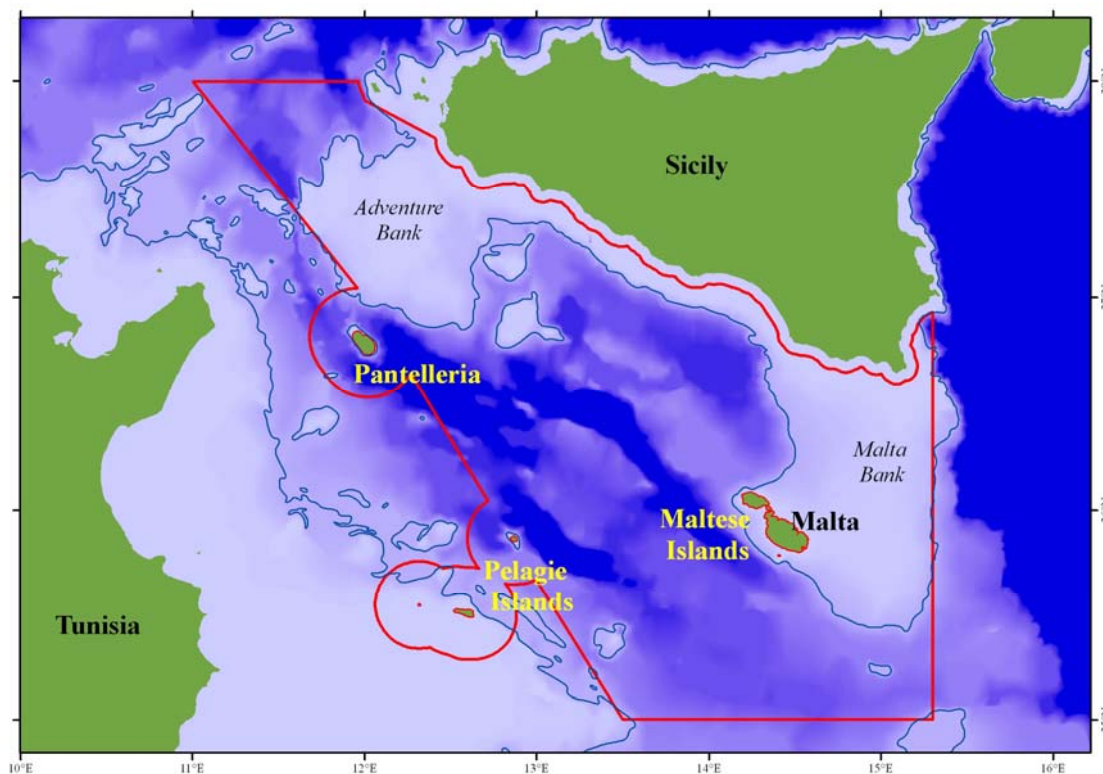 Sicily
Adventure
Bank
Pantelleria
Malta
Bank
Maltese
Islands
Malta
Pelagie
Islands
Tunisia
10°E
11°E
12°E
13°E
14°E
15°E
16°E